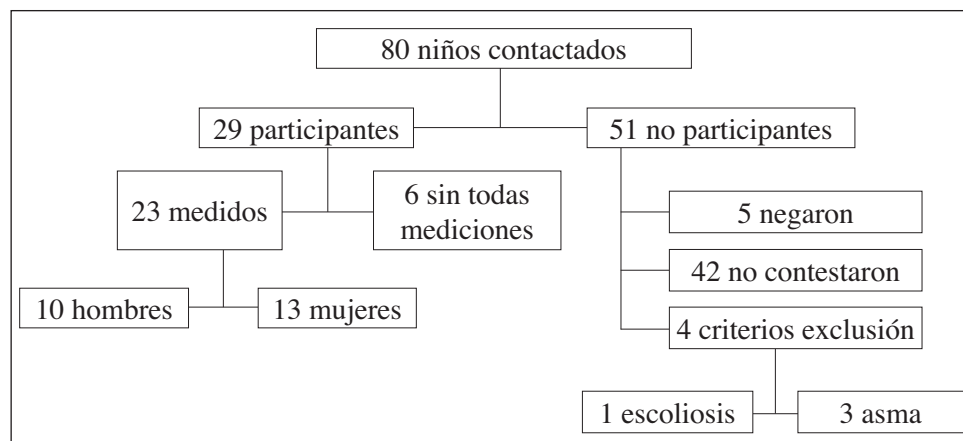 80 niños contactados
29 participantes
51 no participantes
23 medidos
6 sin todas
mediciones
5 negaron
42 no contestaron
10 hombres
13 mujeres
4 criterios exclusión
1 escoliosis
3 asma